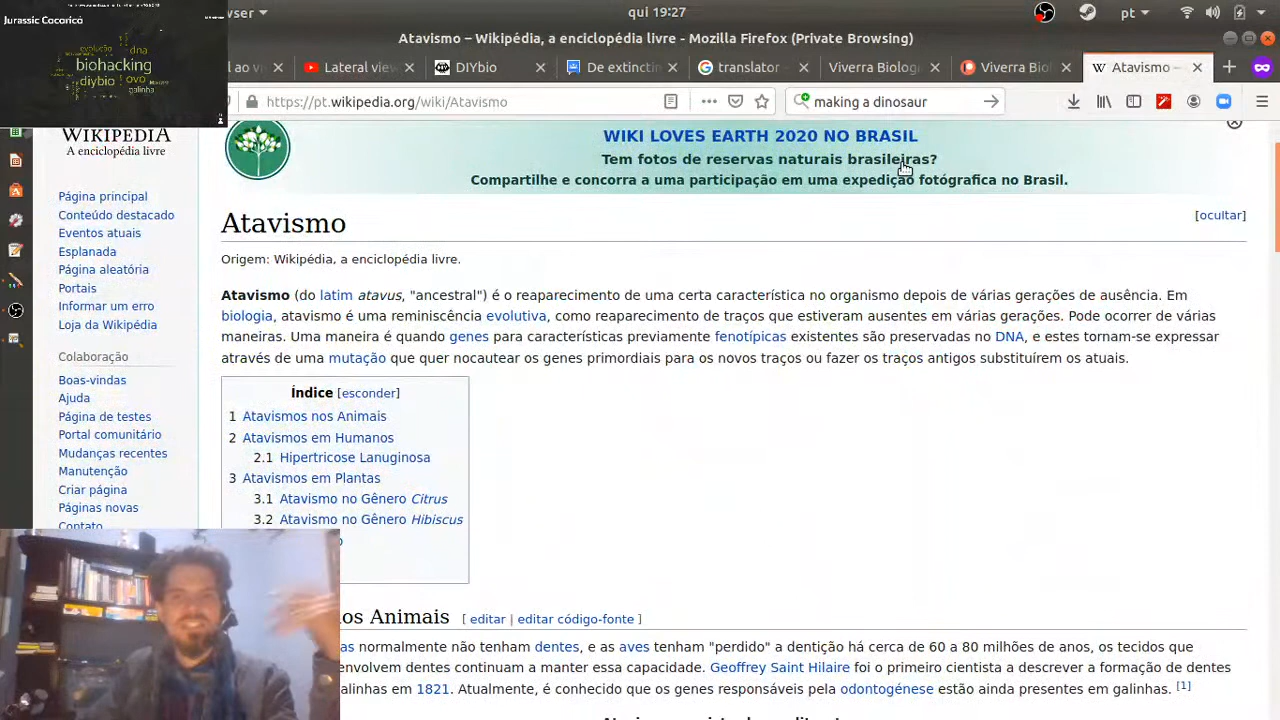 Jurassic Cocoricó
evolução
dna
biohacking
diybio
ovo
galinha
wser
qui 19:27
pt
Atavismo – Wikipédia, a enciclopédia livre - Mozilla Firefox (Private Browsing)
al ao v
Lateral view
DIYbio
De extincti
translator -
Viverra Biolog
Viverra Bio
Atavismo –
https://pt.wikipedia.org/wiki/Atavismo
making a dinosaur
WIKIPEDIA
A enciclopédia livre
WIKI LOVES EARTH 2020 NO BRASIL
Tem fotos de reservas naturais brasileiras?
Compartilhe e concorra a uma participação em uma expedição fotógrafica no Brasil.
[ocultar]
Página principal
Conteúdo destacado
Eventos atuais
Esplanada
Página aleatória
Portais
Informar um erro
Loja da Wikipédia
Colaboração
Boas-vindas
Ajuda
Página de testes
Portal comunitário
Mudanças recentes
Manutenção
Criar página
Páginas novas
Contato
Atavismo
Origem: Wikipédia, a enciclopédia livre.
Atavismo (do latim atavus, "ancestral") é o reaparecimento de uma certa característica no organismo depois de várias gerações de ausência. Em
biologia, atavismo é uma reminiscência evolutiva, como reaparecimento de traços que estiveram ausentes em várias gerações. Pode ocorrer de várias
maneiras. Uma maneira é quando genes para características previamente fenotípicas existentes são preservadas no DNA, e estes tornam-se expressar
através de uma mutação que quer nocautear os genes primordiais para os novos traços ou fazer os traços antigos substituírem os atuais.
Índice [esconder]
1 Atavismos nos Animais
2 Atavismos em Humanos
2.1 Hipertricose Lanuginosa
3 Atavismos em Plantas
3.1 Atavismo no Gênero Citrus
3.2 Atavismo no Gênero Hibiscus
os Animais [ editar | editar código-fonte ]
as normalmente não tenham dentes, e as aves tenham "perdido" a dentição há cerca de 60 a 80 milhões de anos, os tecidos que
envolvem dentes continuam a manter essa capacidade. Geoffrey Saint Hilaire foi o primeiro cientista a descrever a formação de dentes
galinhas em 1821. Atualmente, é conhecido que os genes responsáveis pela odontogénese estão ainda presentes em galinhas. [1]